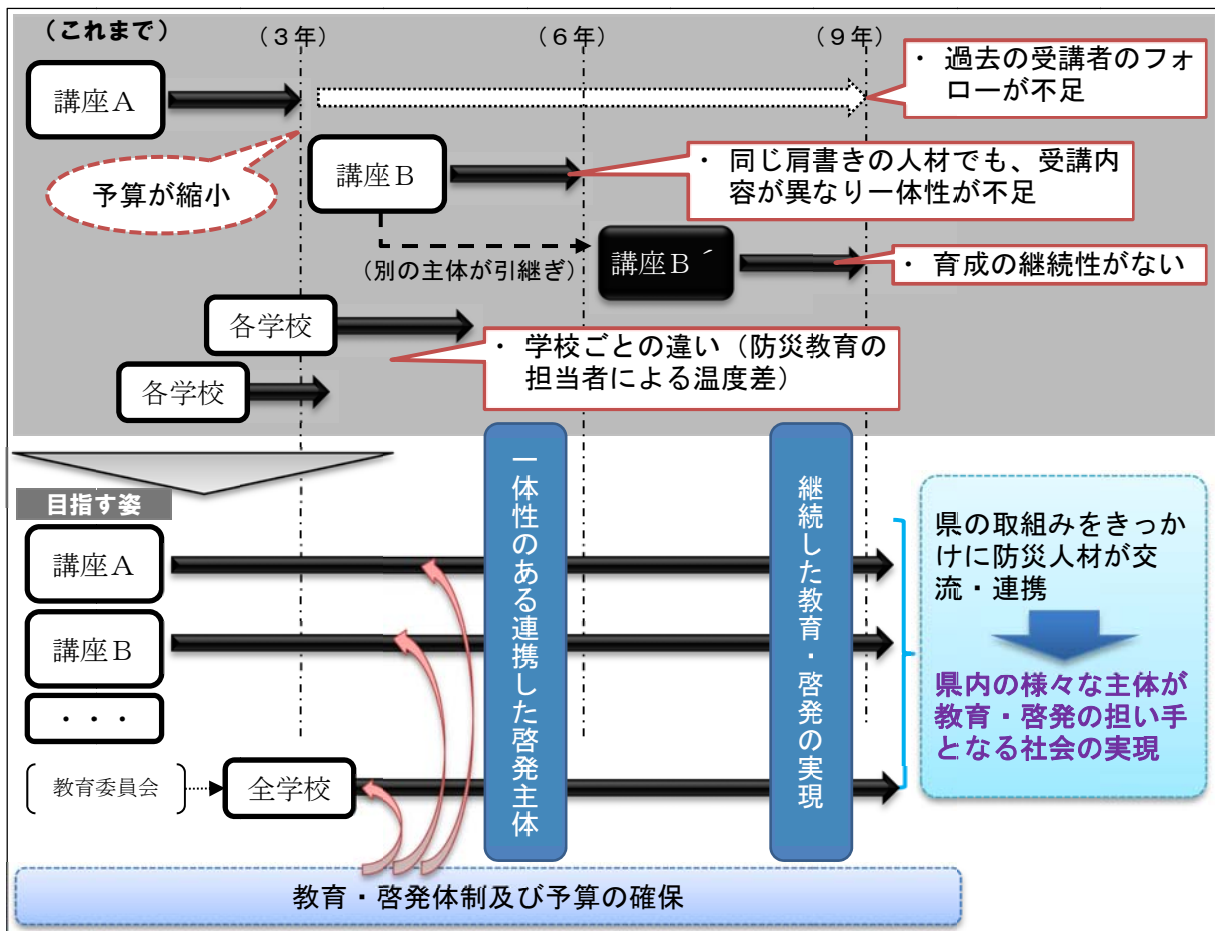 (これまで)
(3年)
(6年)
(9年)
講座A
・ 過去の受講者のフォ
ローが不足
予算が縮小
講座B
・ 同じ肩書きの人材でも、受講内
容が異なり一体性が不足
(別の主体が引継ぎ)
講座B´
・ 育成の継続性がない
各学校
・ 学校ごとの違い(防災教育の
担当者による温度差)
各学校
目指す姿
講座A
講座B
・・・
[教育委員会]
全学校
一体性のある連携した啓発主体
継続した教育・啓発の実現
県の取組みをきっか
けに防災人材が交
流・連携
県内の様々な主体が
教育・啓発の担い手
となる社会の実現
教育・啓発体制及び予算の確保